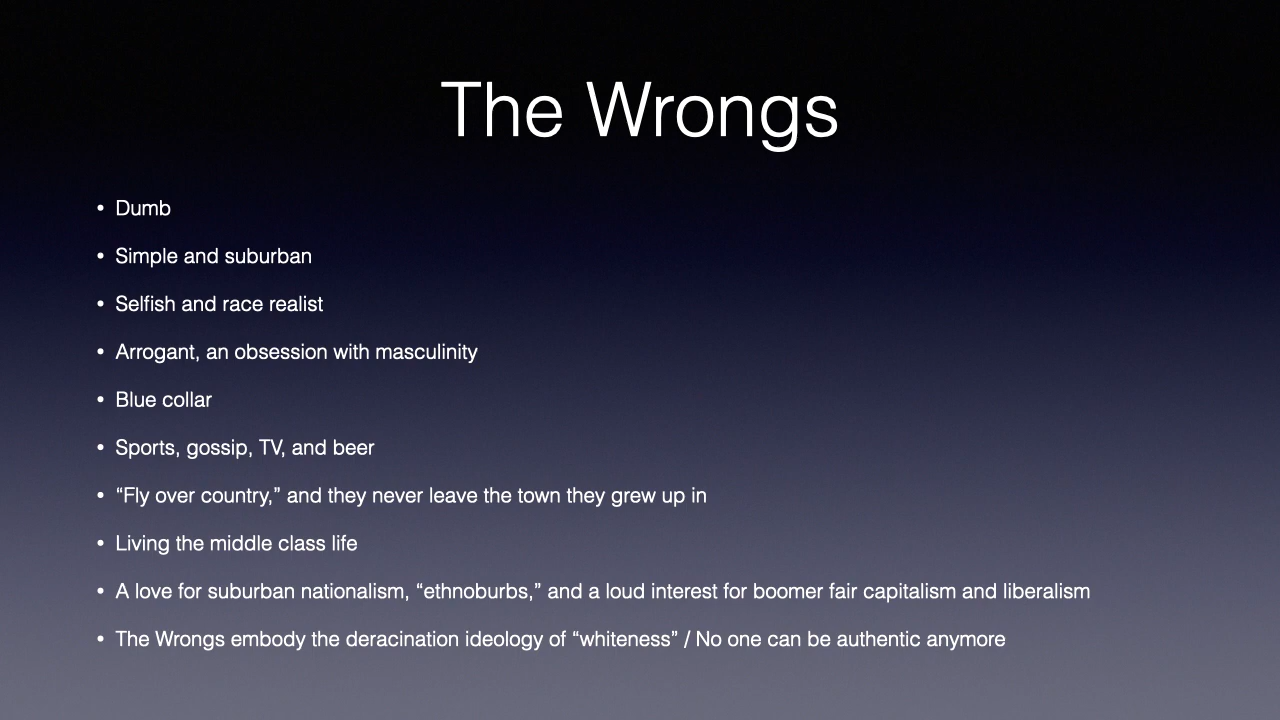 The Wrongs
• Dumb
• Simple and suburban
• Selfish and race realist
• Arrogant, an obsession with masculinity
• Blue collar
• Sports, gossip, TV, and beer
• “Fly over country,” and they never leave the town they grew up in
• Living the middle class life
• A love for suburban nationalism, “ethnoburbs,” and a loud interest for boomer fair capitalism and liberalism
• The Wrongs embody the deracination ideology of “whiteness” / No one can be authentic anymore